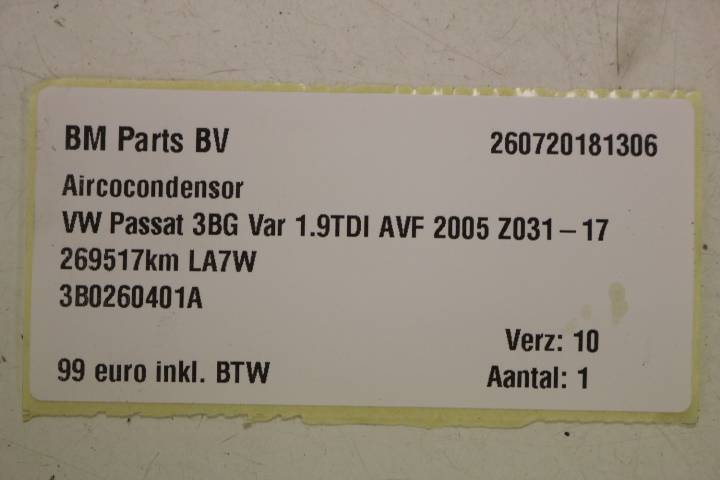 BM Parts BV 260720181306
Aircocondensor
VW Passat 3BG Var 1.9TDI AVF 2005 Z031-17
269517km LA7W
3B0260401A
Verz: 10
99 euro inkl. BTW Aantal: 1